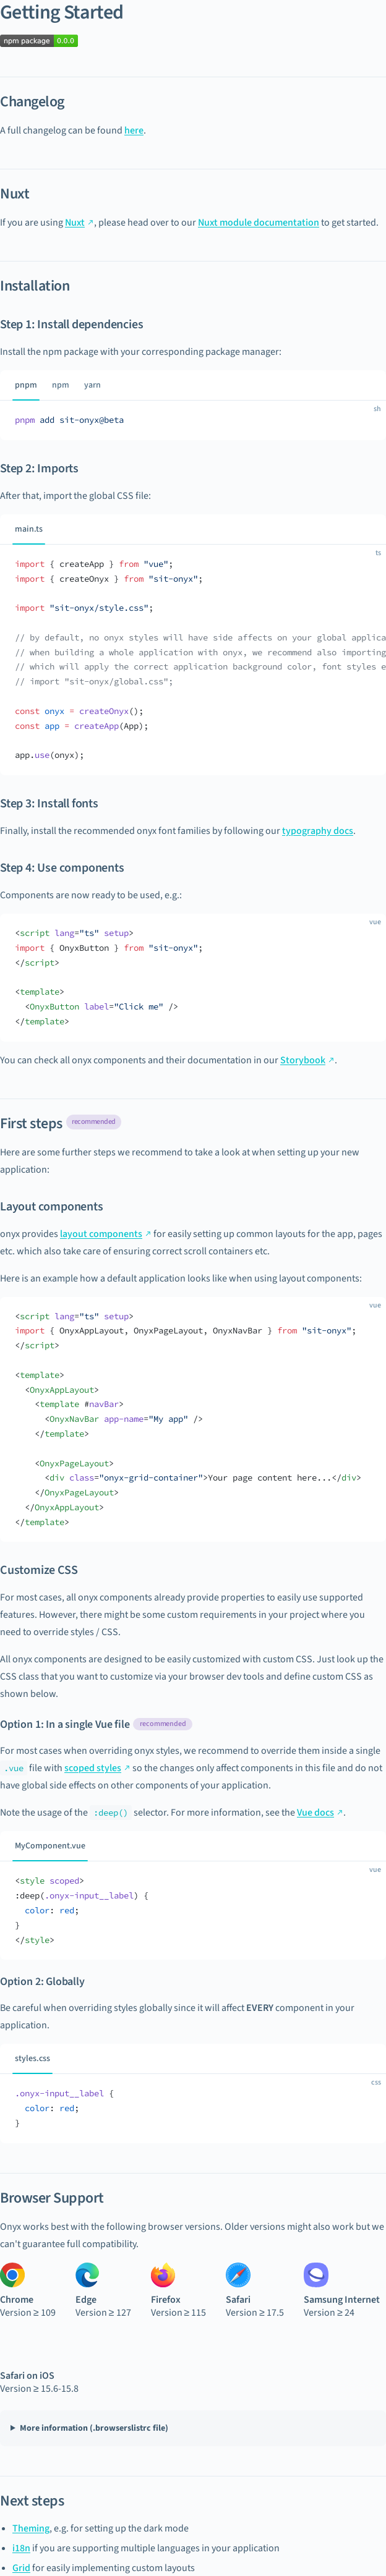 Getting Started
npm package 0.0.0
Changelog
A full changelog can be found here.
Nuxt
If you are using Nuxt ↗, please head over to our Nuxt module documentation to get started.
Installation
Step 1: Install dependencies
Install the npm package with your corresponding package manager:
pnpm npm yarn
sh
pnpm add sit-onyx@beta
Step 2: Imports
After that, import the global CSS file:
main.ts
ts
import { createApp } from "vue";
import { createOnyx } from "sit-onyx";
import "sit-onyx/style.css";
// by default, no onyx styles will have side affects on your global applica
// when building a whole application with onyx, we recommend also importing
// which will apply the correct application background color, font styles e
// import "sit-onyx/global.css";
const onyx = createOnyx();
const app = createApp(App);
app.use(onyx);
Step 3: Install fonts
Finally, install the recommended onyx font families by following our typography docs.
Step 4: Use components
Components are now ready to be used, e.g.:
vue
<script lang="ts" setup>
import { OnyxButton } from "sit-onyx";
</script>
<template>
  <OnyxButton label="Click me" />
</template>
You can check all onyx components and their documentation in our Storybook ↗.
First steps recommended
Here are some further steps we recommend to take a look at when setting up your new
application:
Layout components
onyx provides layout components ↗ for easily setting up common layouts for the app, pages
etc. which also take care of ensuring correct scroll containers etc.
Here is an example how a default application looks like when using layout components:
vue
<script lang="ts" setup>
import { OnyxAppLayout, OnyxPageLayout, OnyxNavBar } from "sit-onyx";
</script>
<template>
  <OnyxAppLayout>
    <template #navBar>
      <OnyxNavBar app-name="My app" />
    </template>
    <OnyxPageLayout>
      <div class="onyx-grid-container">Your page content here...</div>
    </OnyxPageLayout>
  </OnyxAppLayout>
</template>
Customize CSS
For most cases, all onyx components already provide properties to easily use supported
features. However, there might be some custom requirements in your project where you
need to override styles / CSS.
All onyx components are designed to be easily customized with custom CSS. Just look up the
CSS class that you want to customize via your browser dev tools and define custom CSS as
shown below.
Option 1: In a single Vue file recommended
For most cases when overriding onyx styles, we recommend to override them inside a single
.vue file with scoped styles ↗ so the changes only affect components in this file and do not
have global side effects on other components of your application.
Note the usage of the :deep() selector. For more information, see the Vue docs ↗.
MyComponent.vue
vue
<style scoped>
:deep(.onyx-input__label) {
  color: red;
}
</style>
Option 2: Globally
Be careful when overriding styles globally since it will affect EVERY component in your
application.
styles.css
css
.onyx-input__label {
  color: red;
}
Browser Support
Onyx works best with the following browser versions. Older versions might also work but we
can't guarantee full compatibility.
Chrome Edge Firefox Safari Samsung Internet
Version ≥ 109 Version ≥ 127 Version ≥ 115 Version ≥ 17.5 Version ≥ 24
Safari on iOS
Version ≥ 15.6-15.8
▶ More information (.browserslistrc file)
Next steps
• Theming, e.g. for setting up the dark mode
• i18n if you are supporting multiple languages in your application
• Grid for easily implementing custom layouts